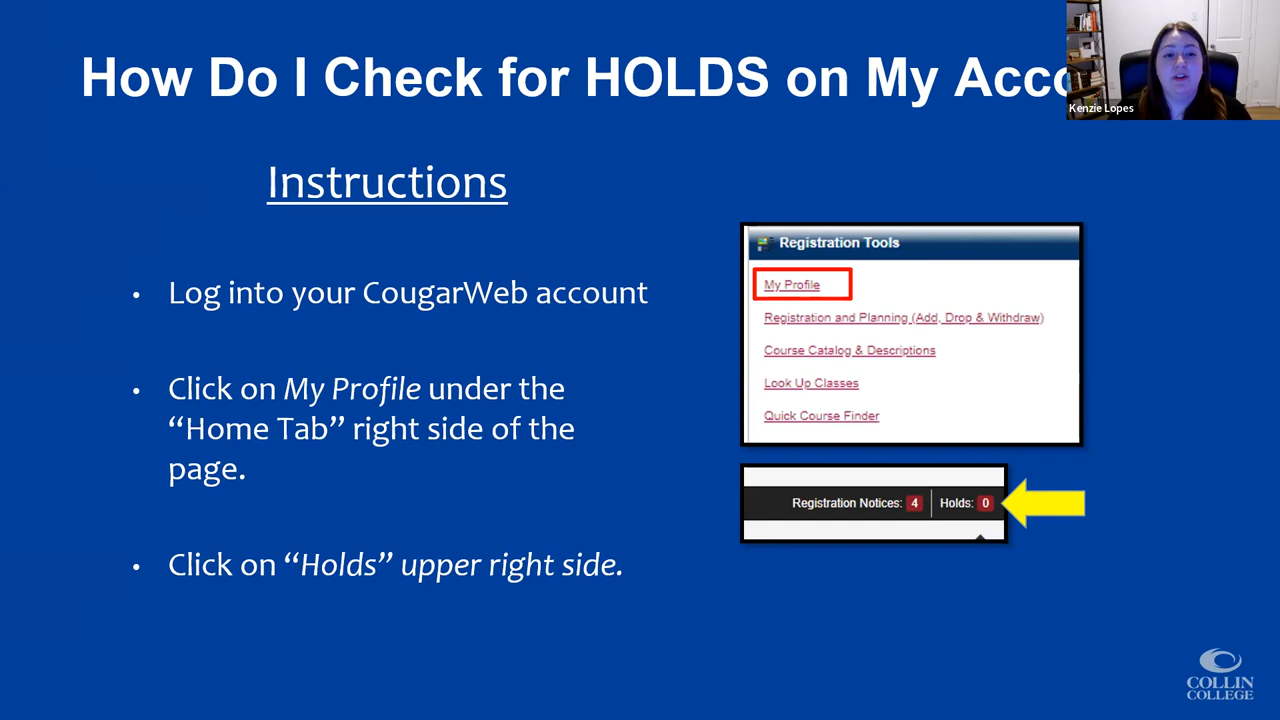 How Do I Check for HOLDS on My Acco
Kenzie Lopes
Instructions
• Log into your CougarWeb account
• Click on My Profile under the
“Home Tab” right side of the
page.
• Click on “Holds” upper right side.
Registration Tools
My Profile
Registration and Planning (Add, Drop & Withdraw)
Course Catalog & Descriptions
Look Up Classes
Quick Course Finder
Registration Notices: 4 Holds: 0
COLLIN
COLLEGE